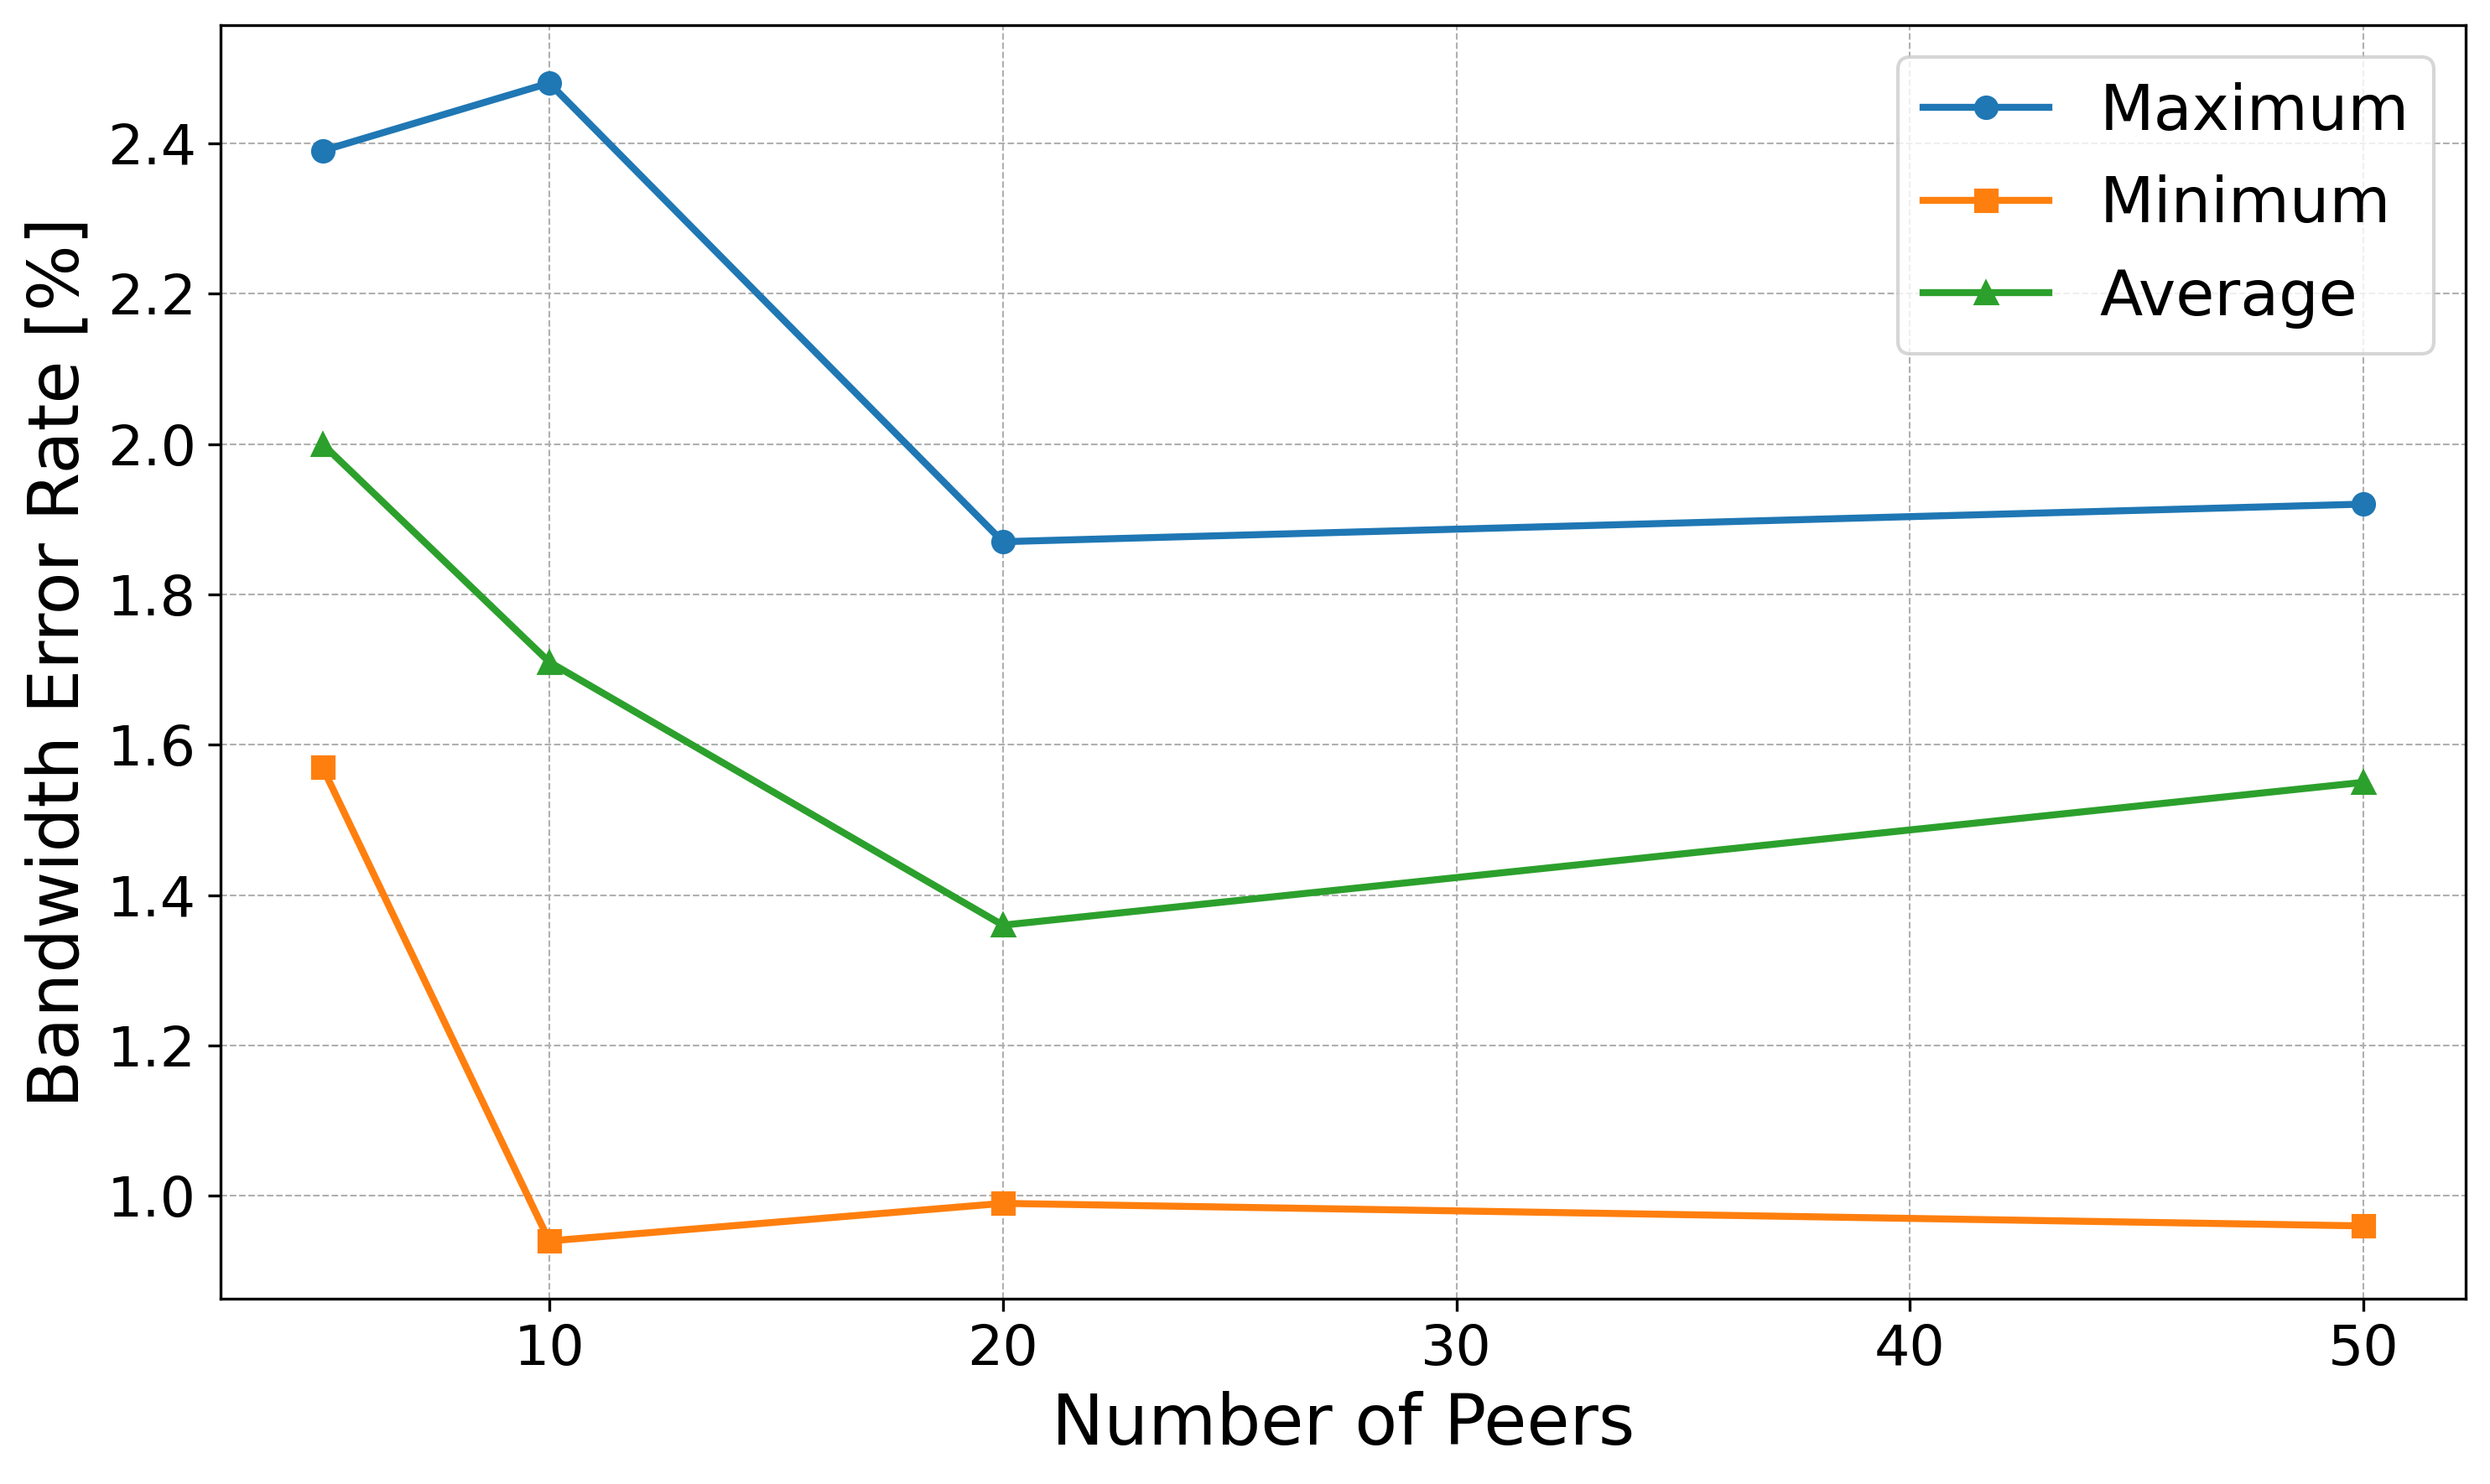 Maximum
Minimum
Average
Bandwidth Error Rate [%]
2.4
2.2
2.0
1.8
1.6
1.4
1.2
1.0
10 20 30 40 50
Number of Peers